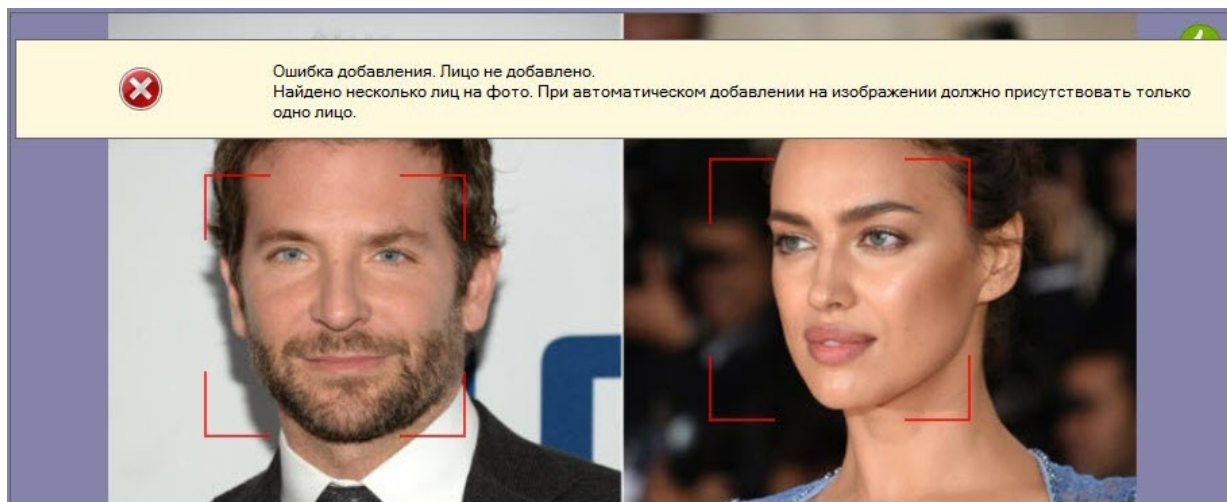 Ошибка добавления. Лицо не добавлено.
Найдено несколько лиц на фото. При автоматическом добавлении на изображении должно присутствовать только
одно лицо.